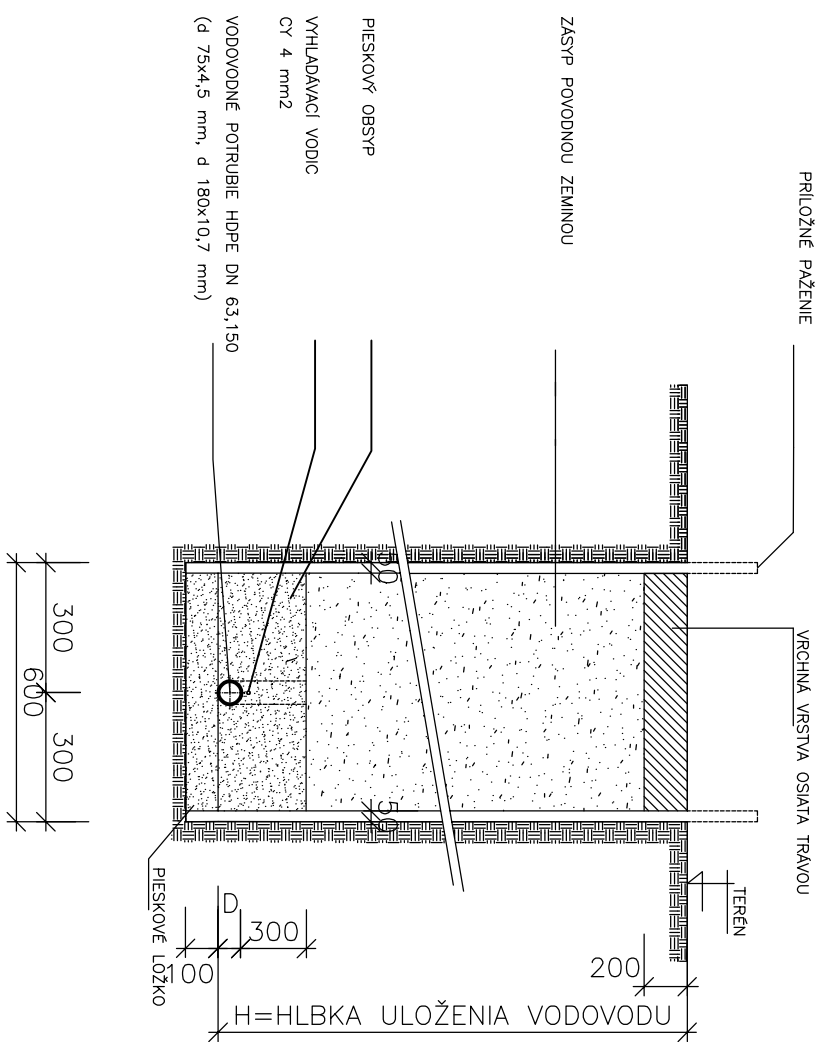 PRÍLOŽNÉ PAŽENIE
VRCHNÁ VRSTVA OSIATA TRÁVOU
TERÉN
ZÁSYP POVODNOU ZEMINOU
PIESKOVÝ OBSYP
VYHLADÁVACÍ VODIC
CY 4 mm2
VODOVODNÉ POTRUBIE HDPE DN 63,150
(d 75x4,5 mm, d 180x10,7 mm)
PIESKOVÉ LÔŽKO
50
50
300
300
600
D
300
100
200
H=HLBKA ULOŽENIA VODOVODU